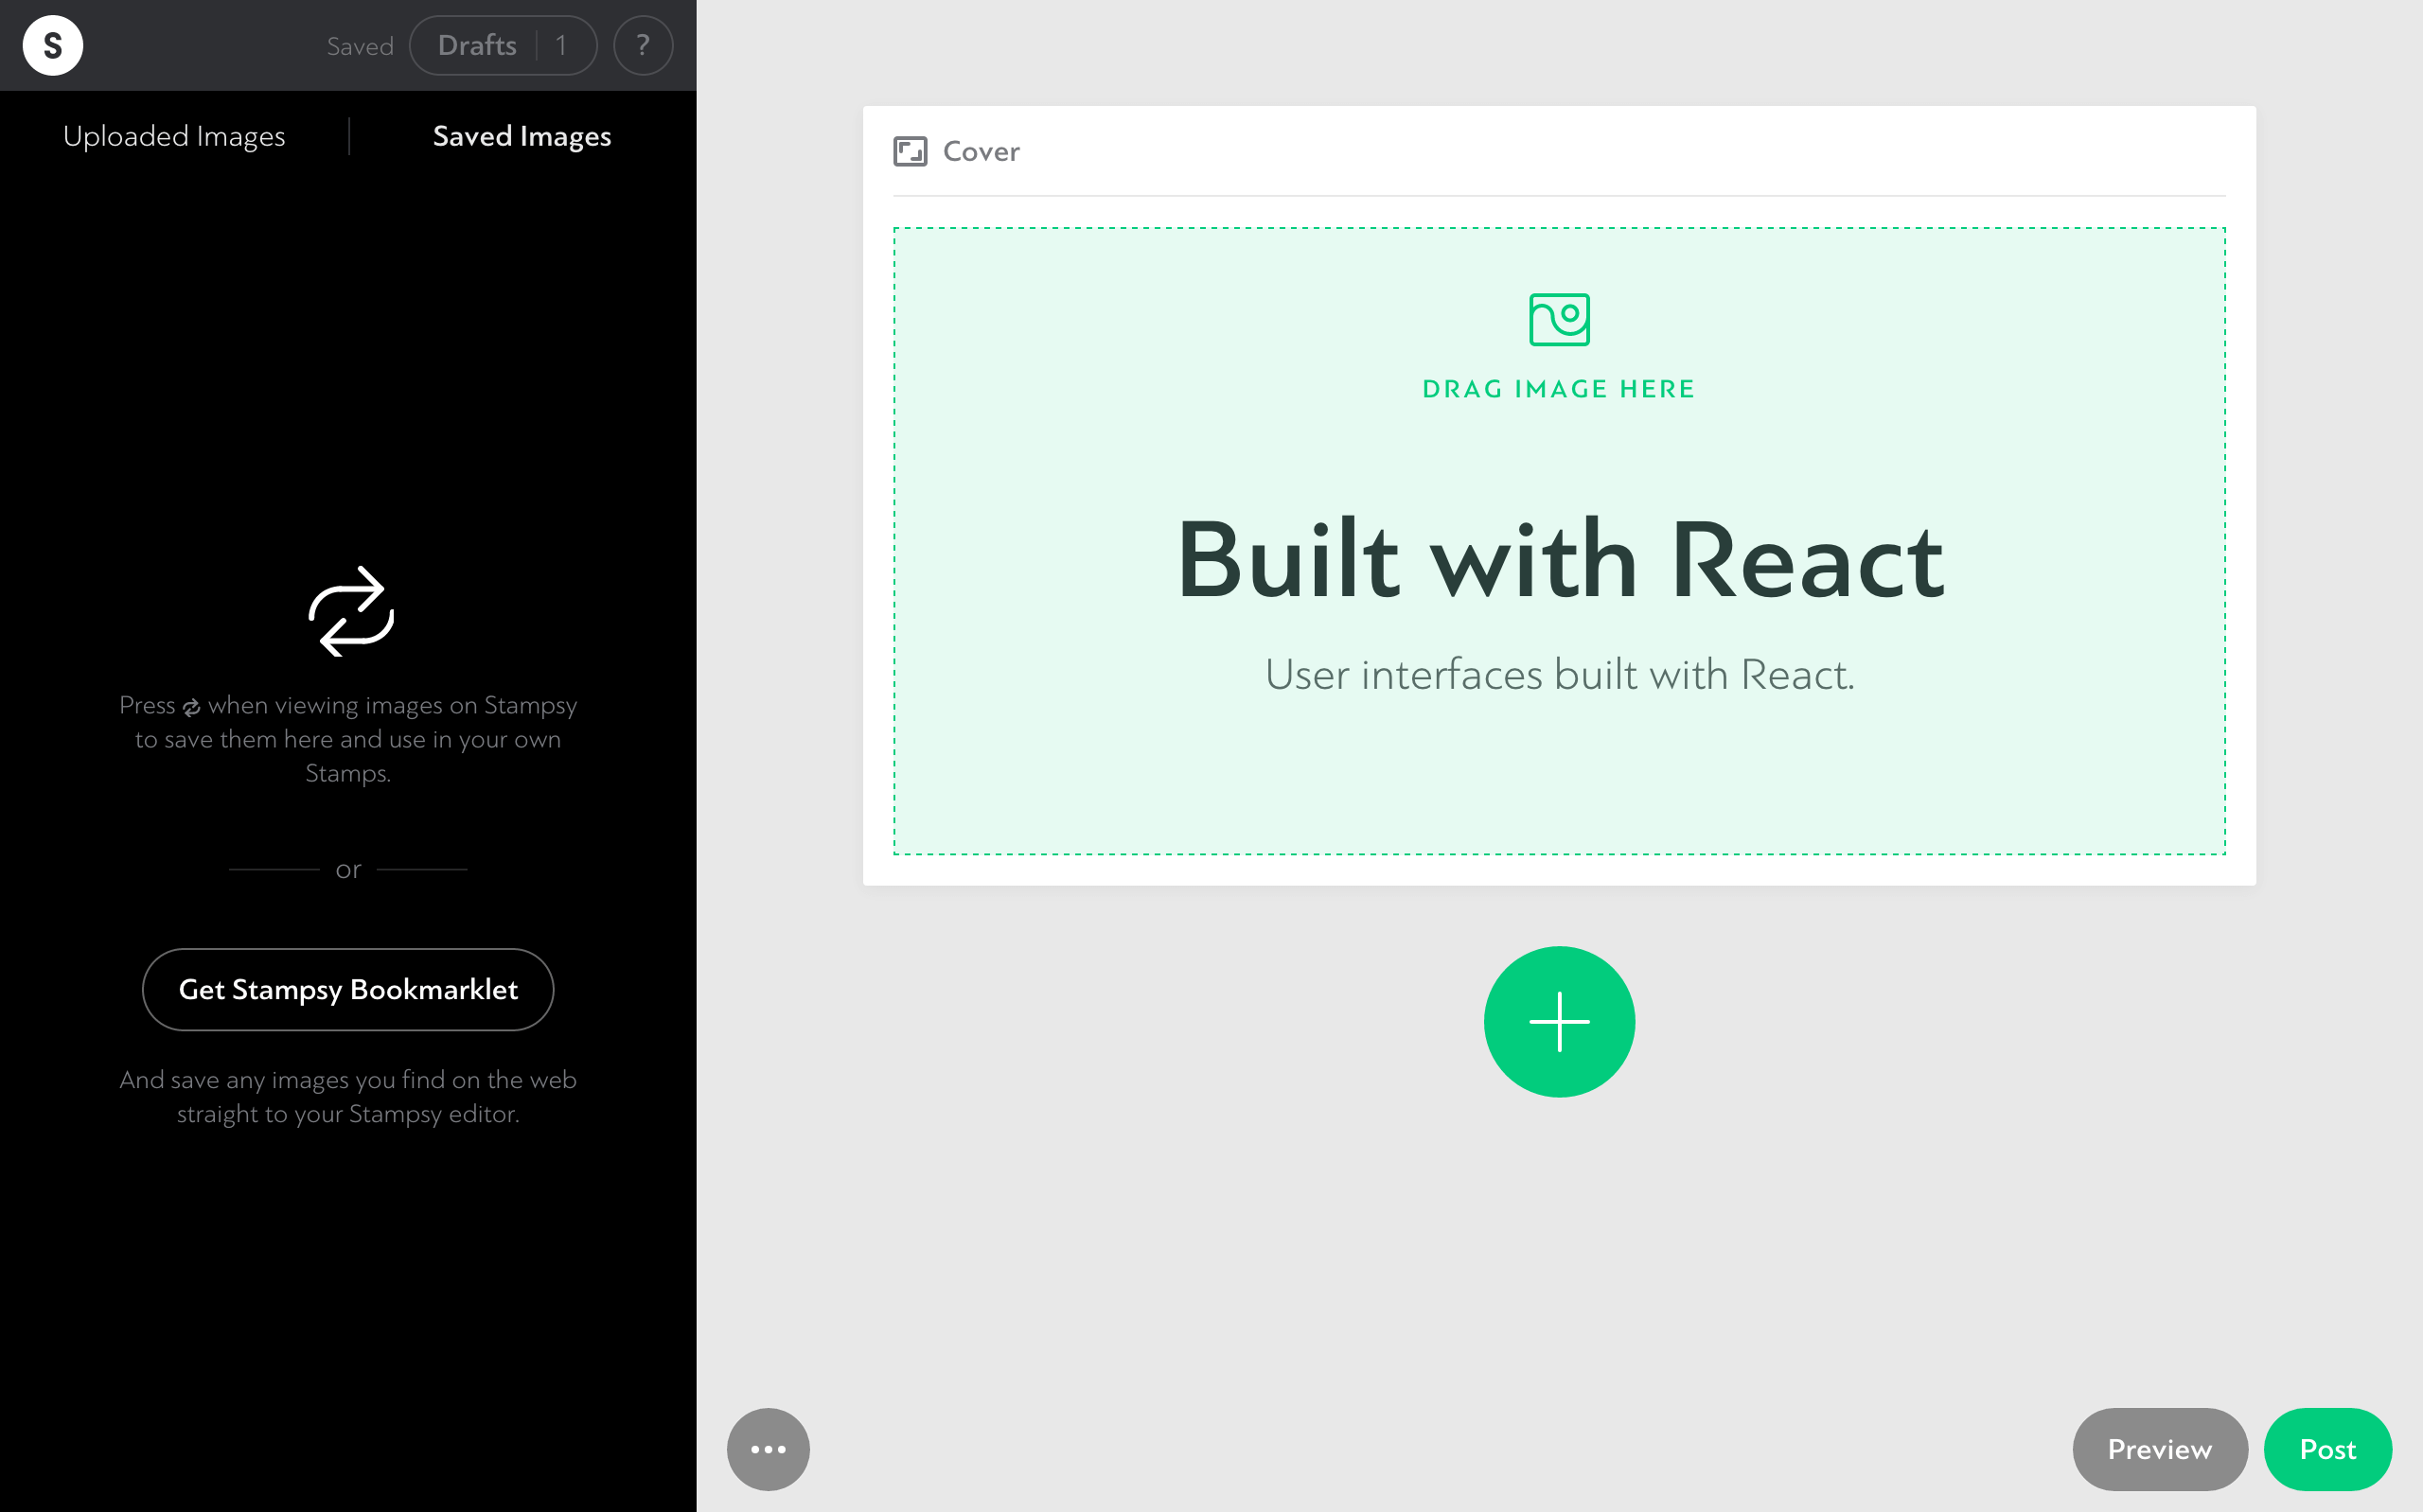 S
Saved
Drafts 1
?
Uploaded Images
Saved Images
Press when viewing images on Stampsy
to save them here and use in your own
Stamps.
or
Get Stampsy Bookmarklet
And save any images you find on the web
straight to your Stampsy editor.
Cover
DRAG IMAGE HERE
Built with React
User interfaces built with React.
Preview
Post